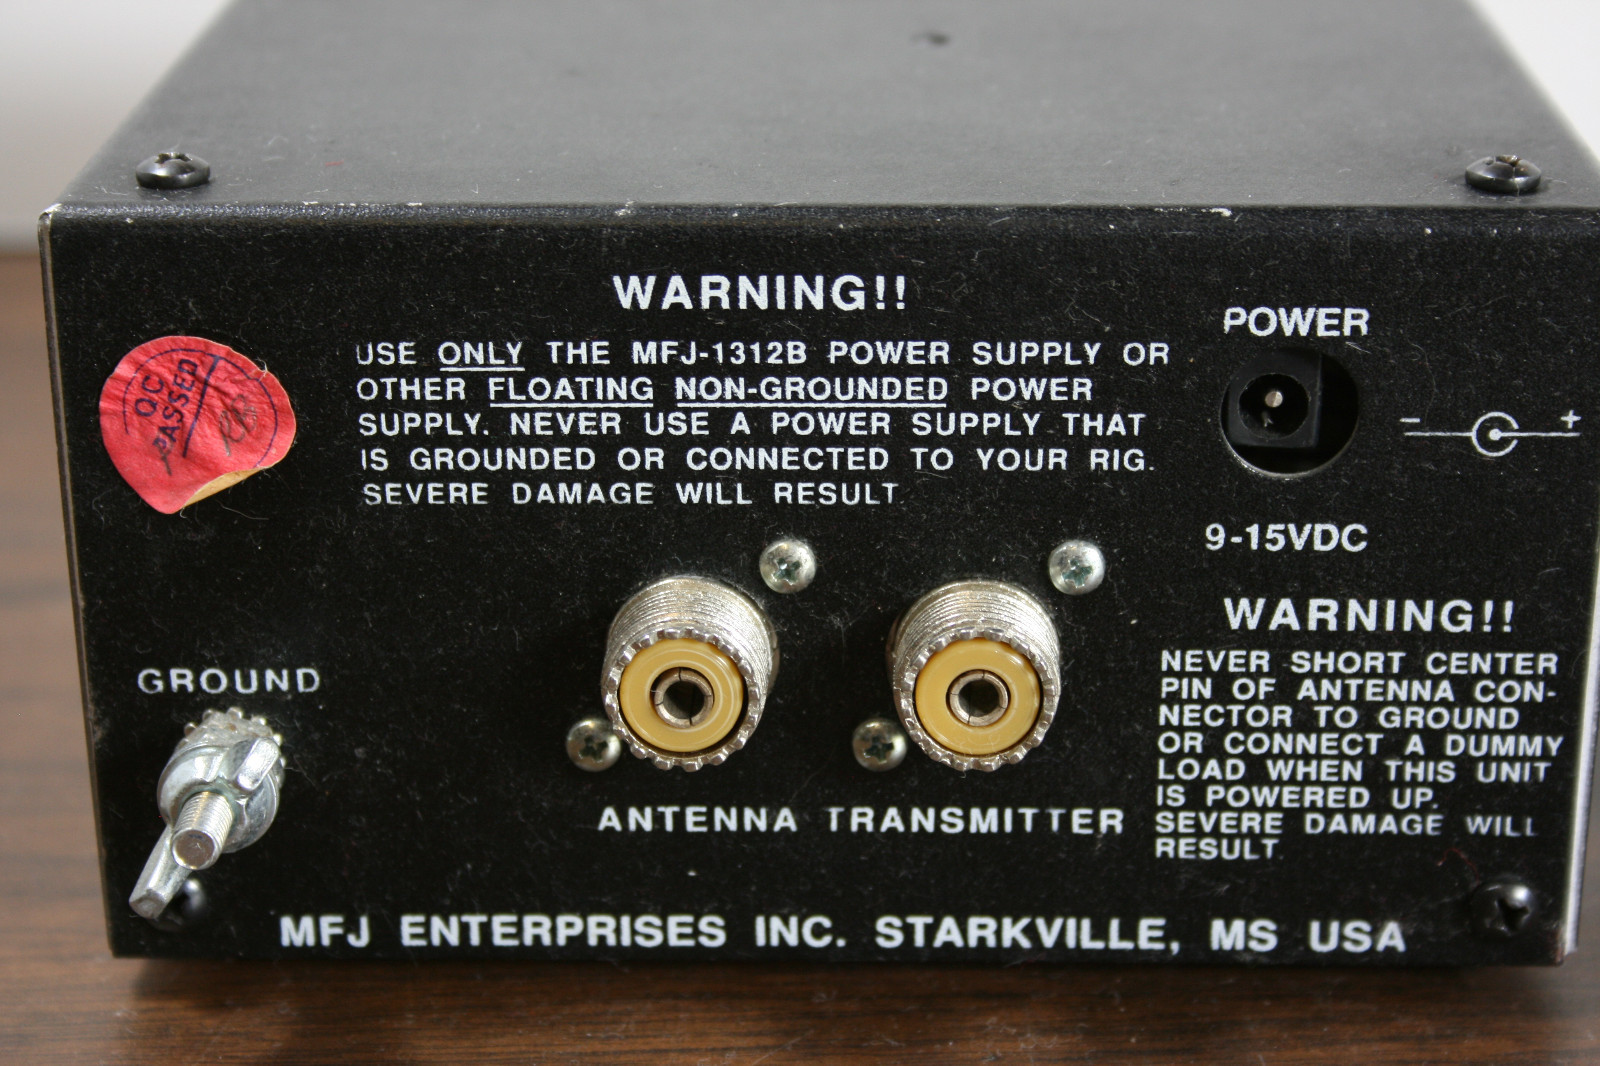 WARNING!!
USE ONLY THE MFJ-1312B POWER SUPPLY OR
OTHER FLOATING NON-GROUNDED POWER
SUPPLY. NEVER USE A POWER SUPPLY THAT
IS GROUNDED OR CONNECTED TO YOUR RIG.
SEVERE DAMAGE WILL RESULT
QC
PASSED
POWER
- +
9-15VDC
WARNING!!
NEVER SHORT CENTER
PIN OF ANTENNA CON-
NECTOR TO GROUND
OR CONNECT A DUMMY
LOAD WHEN THIS UNIT
IS POWERED UP.
SEVERE DAMAGE WILL
RESULT
GROUND
ANTENNA TRANSMITTER
MFJ ENTERPRISES INC. STARKVILLE, MS USA